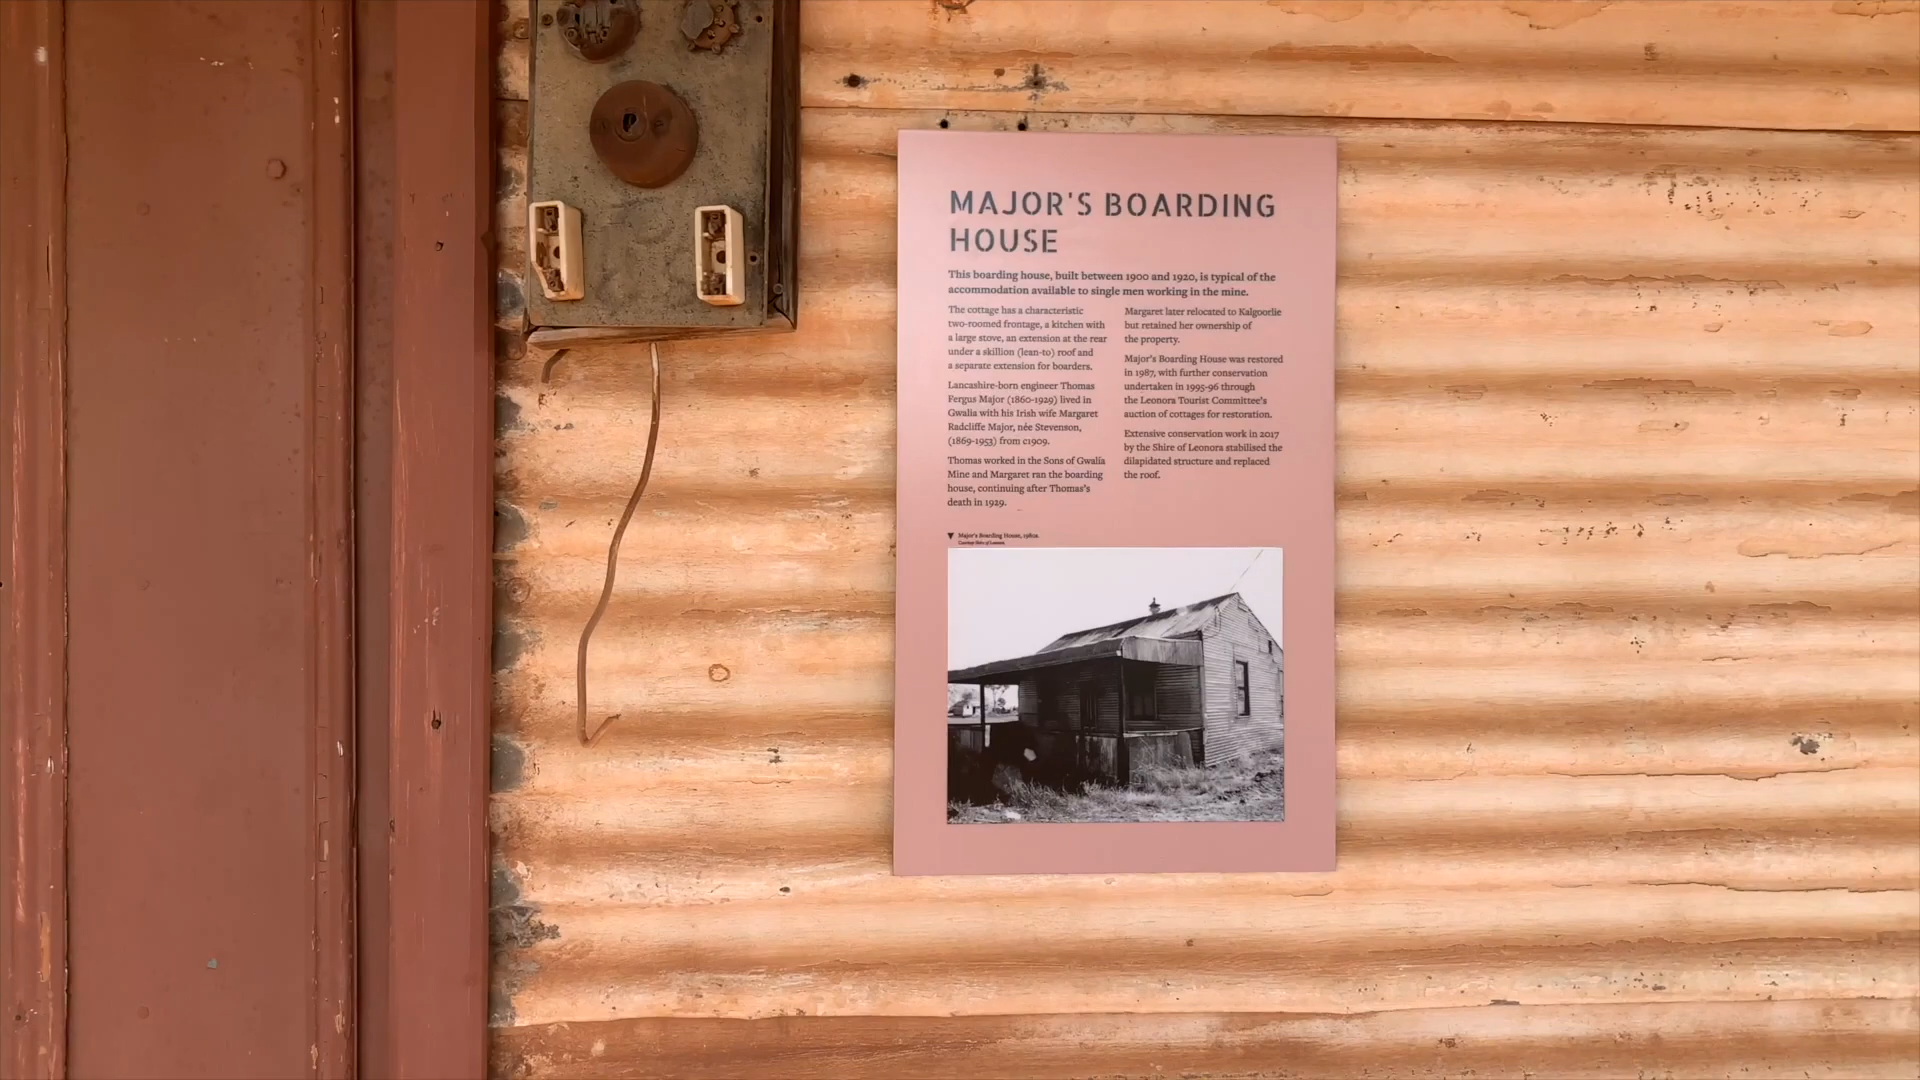 MAJOR'S BOARDING
HOUSE
This boarding house, built between 1900 and 1920, is typical of the
accommodation available to single men working in the mine.
The cottage has a characteristic
two-roomed frontage, a kitchen with
a large stove, an extension at the rear
under a skillion (lean-to) roof and
a separate extension for boarders.
Lancashire-born engineer Thomas
Fergus Major (1860-1929) lived in
Gwalia with his Irish wife Margaret
Radcliffe Major, née Stevenson,
(1869-1953) from c1909.
Thomas worked in the Sons of Gwalia
Mine and Margaret ran the boarding
house, continuing after Thomas's
death in 1929.
Margaret later relocated to Kalgoorlie
but retained her ownership of
the property.
Major's Boarding House was restored
in 1987, with further conservation
undertaken in 1995-96 through
the Leonora Tourist Committee's
auction of cottages for restoration.
Extensive conservation work in 2017
by the Shire of Leonora stabilised the
dilapidated structure and replaced
the roof.
Major's Boarding House, 1980s.
Courtesy Shire of Leonora